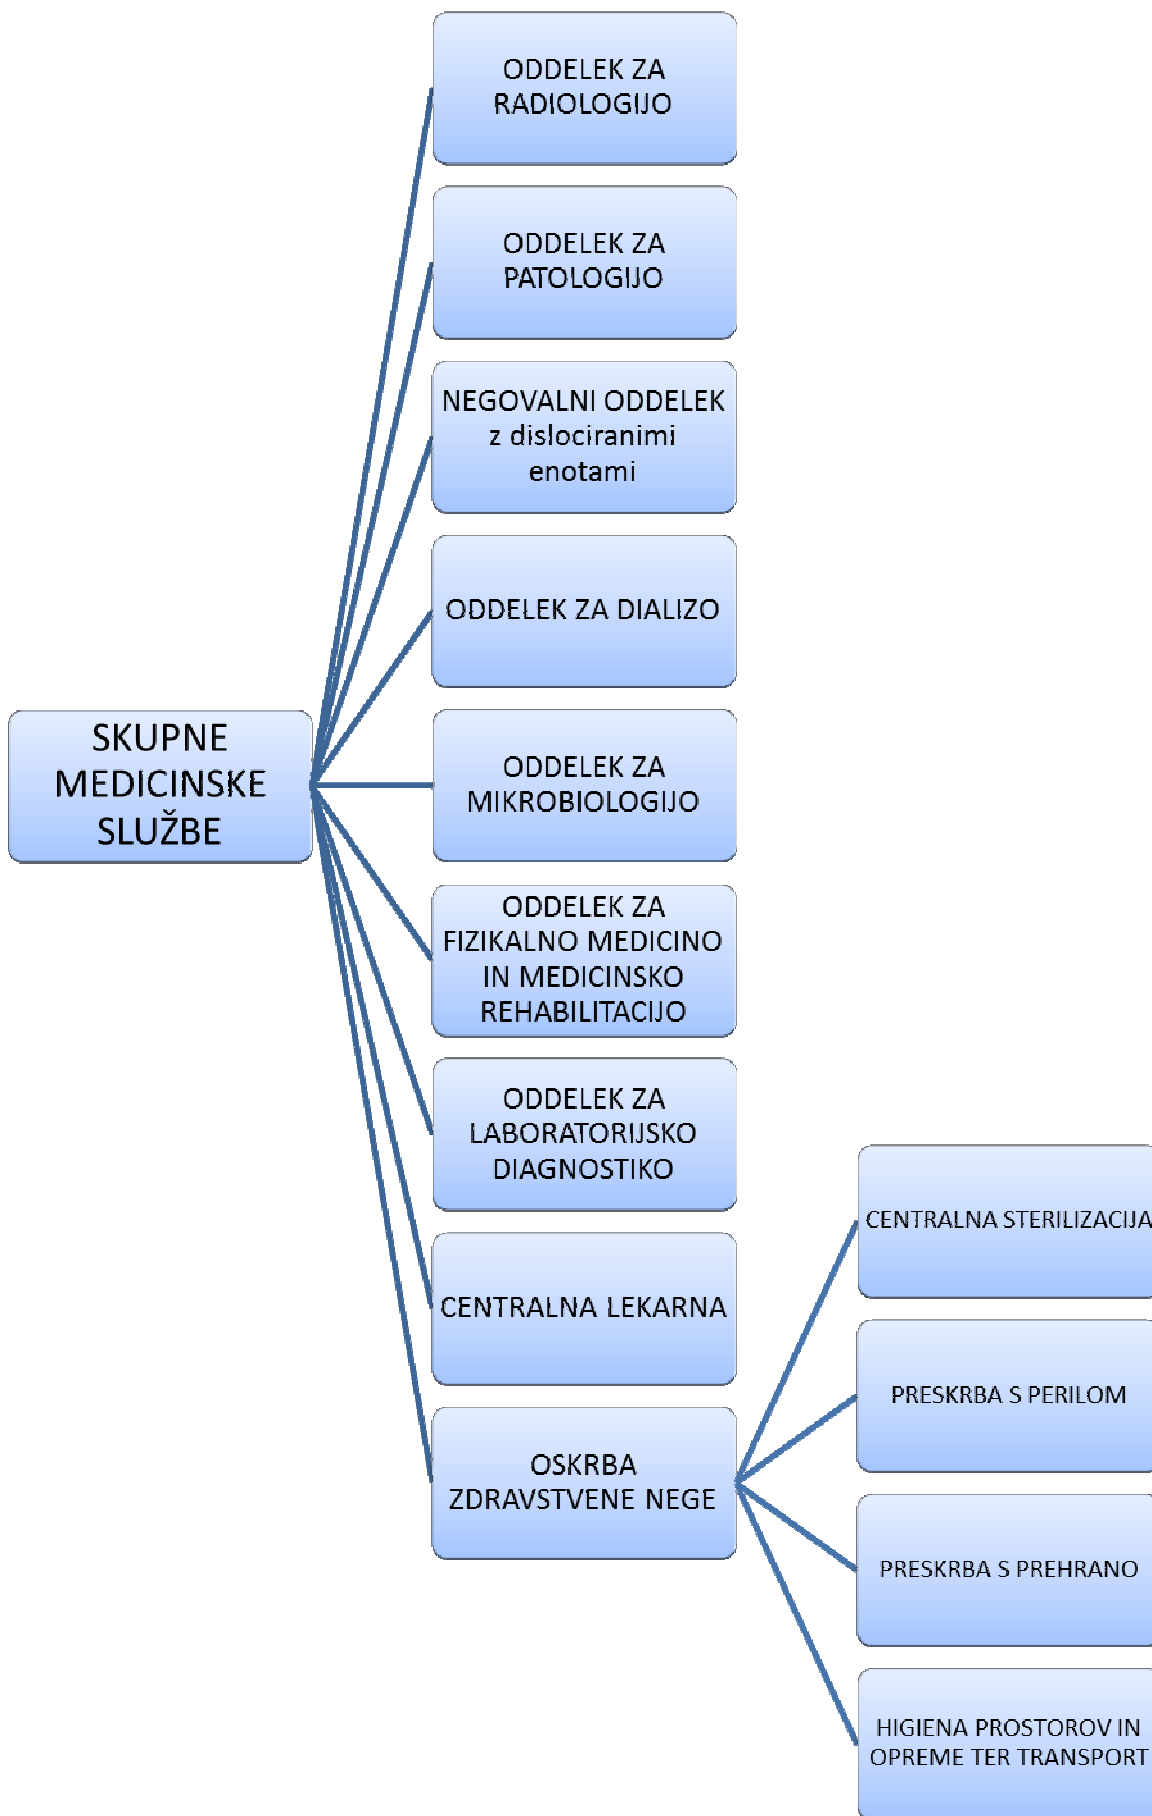 ODDELEK ZA
RADIOLOGIJO
ODDELEK ZA
PATOLOGIJO
NEGOVALNI ODDELEK
z dislociranimi
enotami
ODDELEK ZA DIALIZO
SKUPNE
MEDICINSKE
SLUŽBE
ODDELEK ZA
MIKROBIOLOGIJO
ODDELEK ZA
FIZIKALNO MEDICINO
IN MEDICINSKO
REHABILITACIJO
ODDELEK ZA
LABORATORIJSKO
DIAGNOSTIKO
CENTRALNA LEKARNA
OSKRBA
ZDRAVSTVENE NEGE
CENTRALNA STERILIZACIJA
PRESKRBA S PERILOM
PRESKRBA S PREHRANO
HIGIENA PROSTOROV IN
OPREME TER TRANSPORT